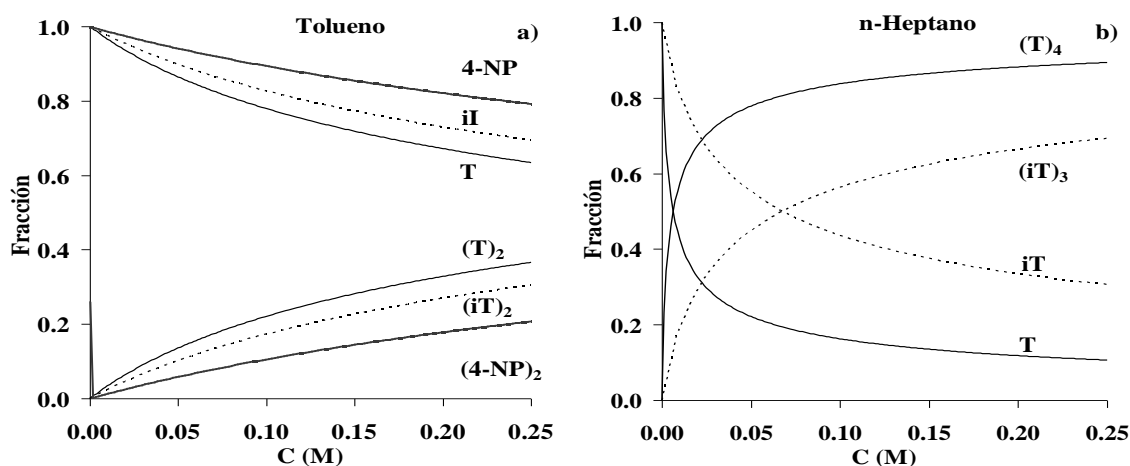 Tolueno
a)
1.0
0.8
0.6
0.4
0.2
0.0
Fracción
4-NP
iI
T
(T)2
(iT)2
(4-NP)2
0.00 0.05 0.10 0.15 0.20 0.25
C (M)
n-Heptano
b)
1.0
0.8
0.6
0.4
0.2
0.0
Fracción
(T)4
(iT)3
iT
T
0.00 0.05 0.10 0.15 0.20 0.25
C (M)